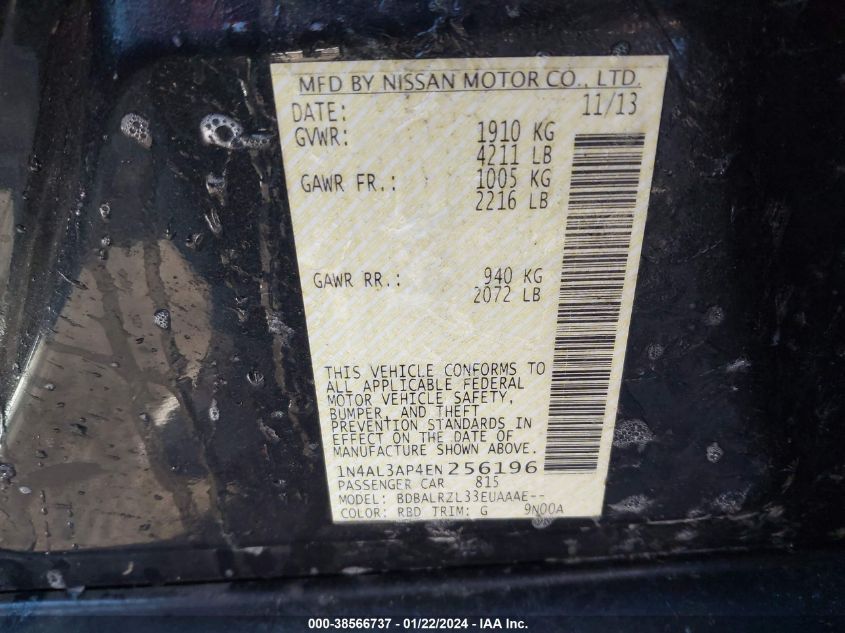 MFD BY NISSAN MOTOR CO., LTD.
DATE: 11/13
GVWR: 1910 KG
4211 LB
GAWR FR.: 1005 KG
2216 LB
GAWR RR.: 940 KG
2072 LB
THIS VEHICLE CONFORMS TO
ALL APPLICABLE FEDERAL
MOTOR VEHICLE SAFETY,
BUMPER, AND THEFT
PREVENTION STANDARDS IN
EFFECT ON THE DATE OF
MANUFACTURE SHOWN ABOVE.
1N4AL3AP4EN256196
PASSENGER CAR 815
MODEL: BDBALRZL33EUAAAE--
COLOR: RBD TRIM: G 9N00A
000-38566737 - 01/22/2024 - IAA Inc.